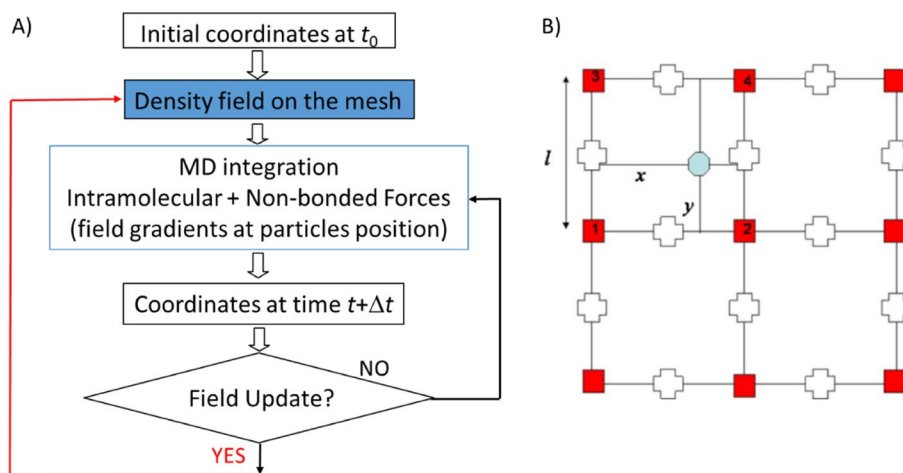 A)
Initial coordinates at t0
Density field on the mesh
MD integration
Intramolecular + Non-bonded Forces
(field gradients at particles position)
Coordinates at time t+Δt
NO
Field Update?
YES
B)
3
4
l
x
y
1
2